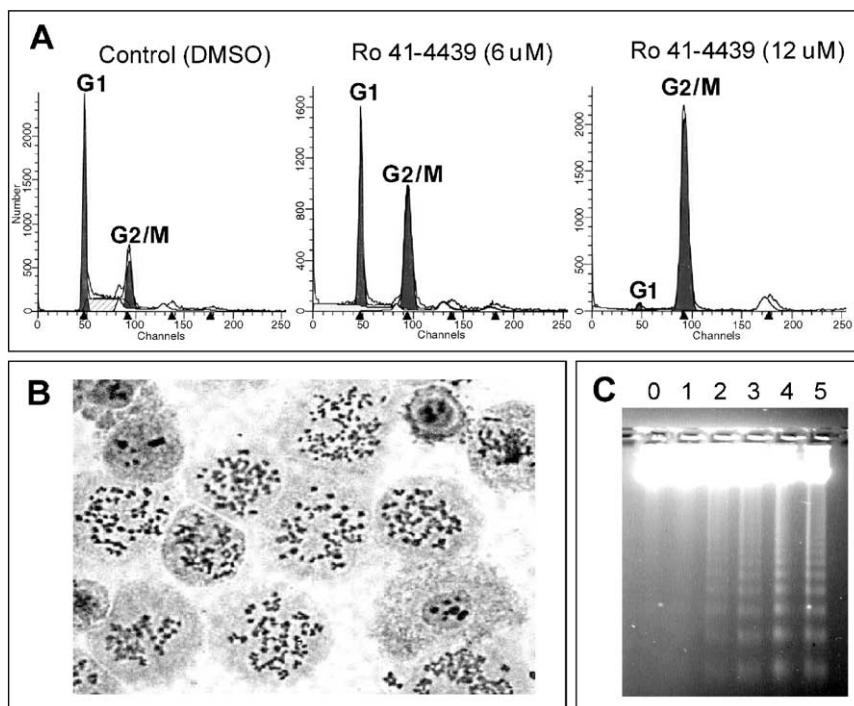 A
Control (DMSO)
Ro 41-4439 (6 uM)
Ro 41-4439 (12 uM)
G1
G2/M
Number
0 500 1000 1500 2000
0 50 100 150 200 250
Channels
G1
G2/M
0 400 800 1200 1600
0 50 100 150 200 250
Channels
G2/M
G1
0 500 1000 1500 2000
0 50 100 150 200 250
Channels
B
C
0 1 2 3 4 5